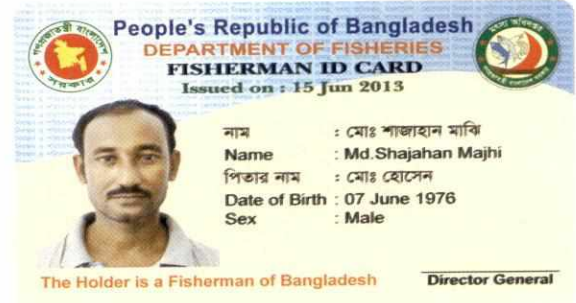 People's Republic of Bangladesh
DEPARTMENT OF FISHERIES
FISHERMAN ID CARD
Issued on : 15 Jun 2013
নাম : মোঃ শাজাহান মাঝি
Name : Md.Shajahan Majhi
পিতার নাম : মোঃ হোসেন
Date of Birth : 07 June 1976
Sex : Male
The Holder is a Fisherman of Bangladesh
Director General